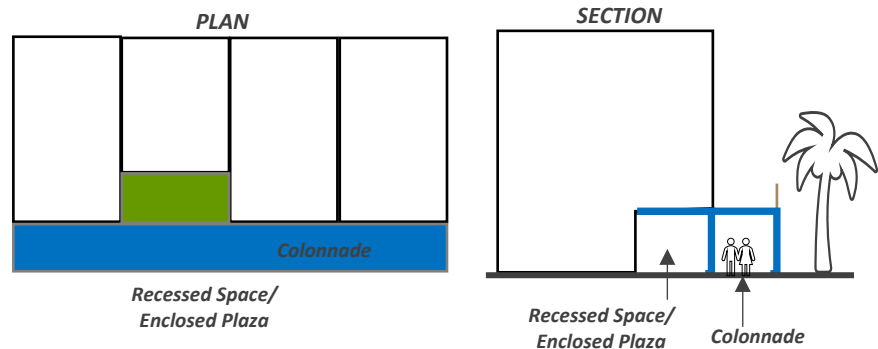 PLAN
Colonnade
Recessed Space/
Enclosed Plaza
SECTION
Recessed Space/
Enclosed Plaza
Colonnade